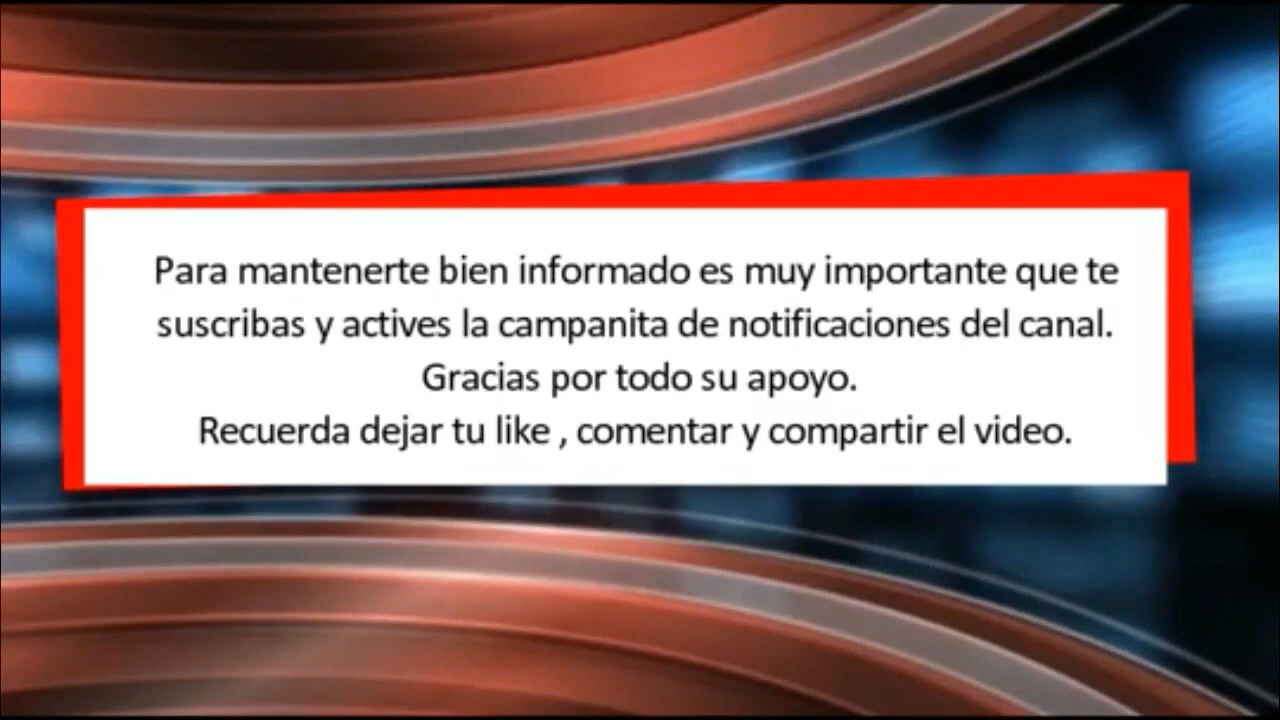 Para mantenerte bien informado es muy importante que te
suscribas y actives la campanita de notificaciones del canal.
Gracias por todo su apoyo.
Recuerda dejar tu like , comentar y compartir el video.